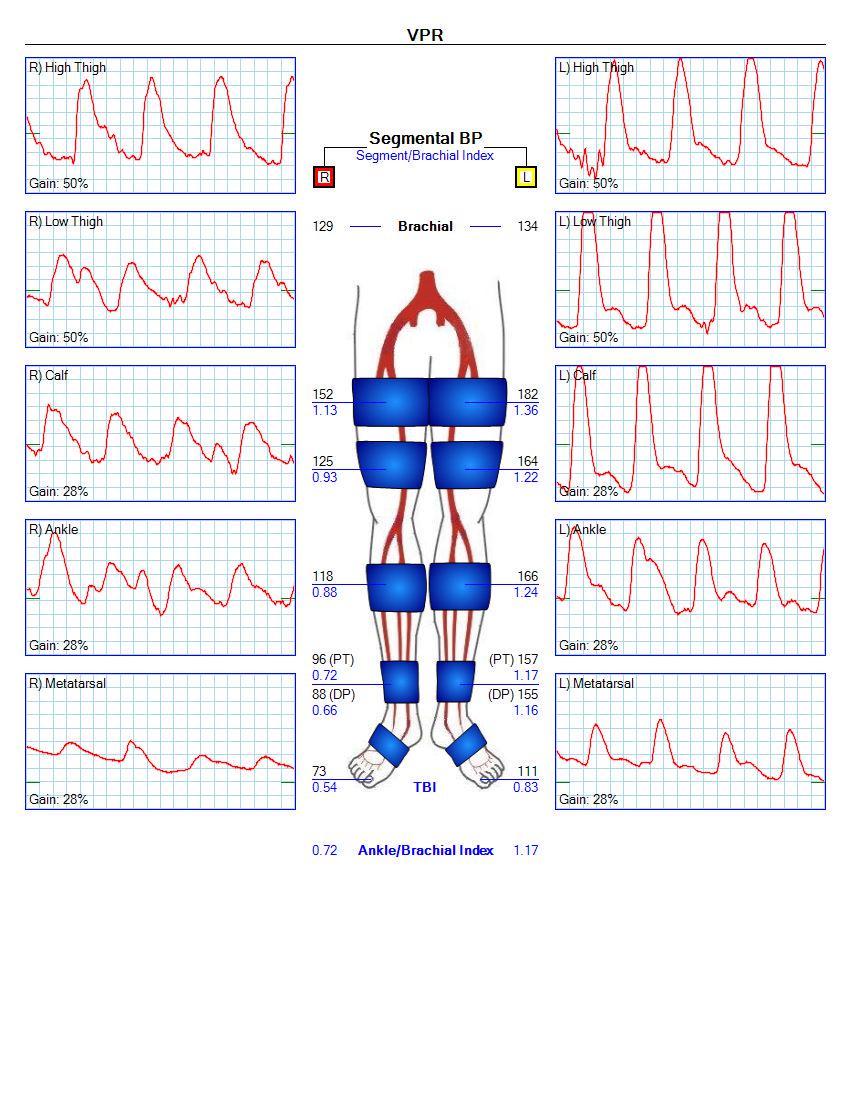 VPR
R) High Thigh
Gain: 50%
R) Low Thigh
Gain: 50%
R) Calf
Gain: 28%
R) Ankle
Gain: 28%
R) Metatarsal
Gain: 28%
Segmental BP
Segment/Brachial Index
R L
129 Brachial 134
152 182
1.13 1.36
125 164
0.93 1.22
118 166
0.88 1.24
96 (PT) (PT) 157
0.72 1.17
88 (DP) (DP) 155
0.66 1.16
73 111
0.54 TBI 0.83
0.72 Ankle/Brachial Index 1.17
L) High Thigh
Gain: 50%
L) Low Thigh
Gain: 50%
L) Calf
Gain: 28%
L) Ankle
Gain: 28%
L) Metatarsal
Gain: 28%